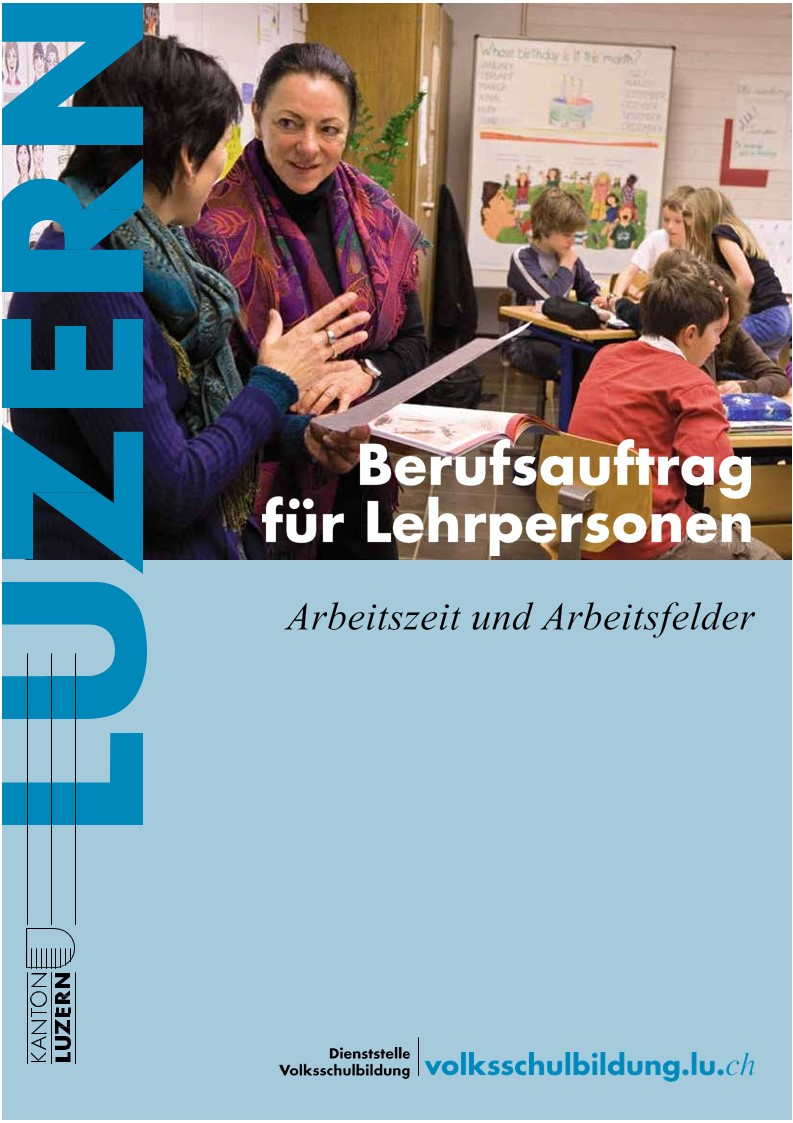 LUZERN
Whose birthday is it this month?
Berufsauftrag
für Lehrpersonen
Arbeitszeit und Arbeitsfelder
KANTON
LUZERN
Dienststelle
Volksschulbildung
volksschulbildung.lu.ch